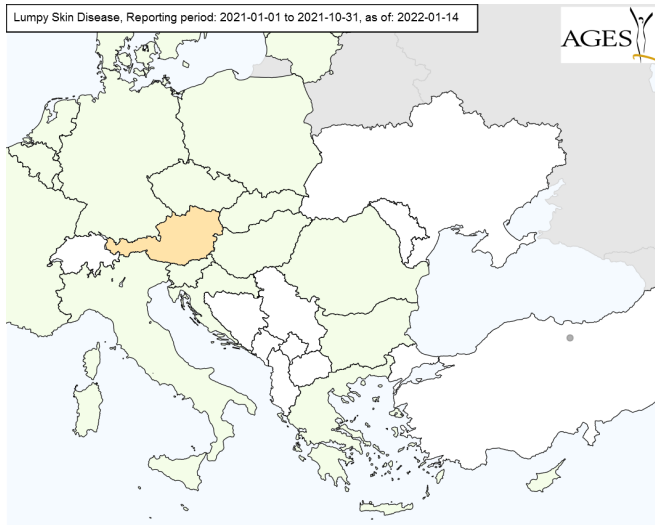 Lumpy Skin Disease, Reporting period: 2021-01-01 to 2021-10-31, as of: 2022-01-14
AGES